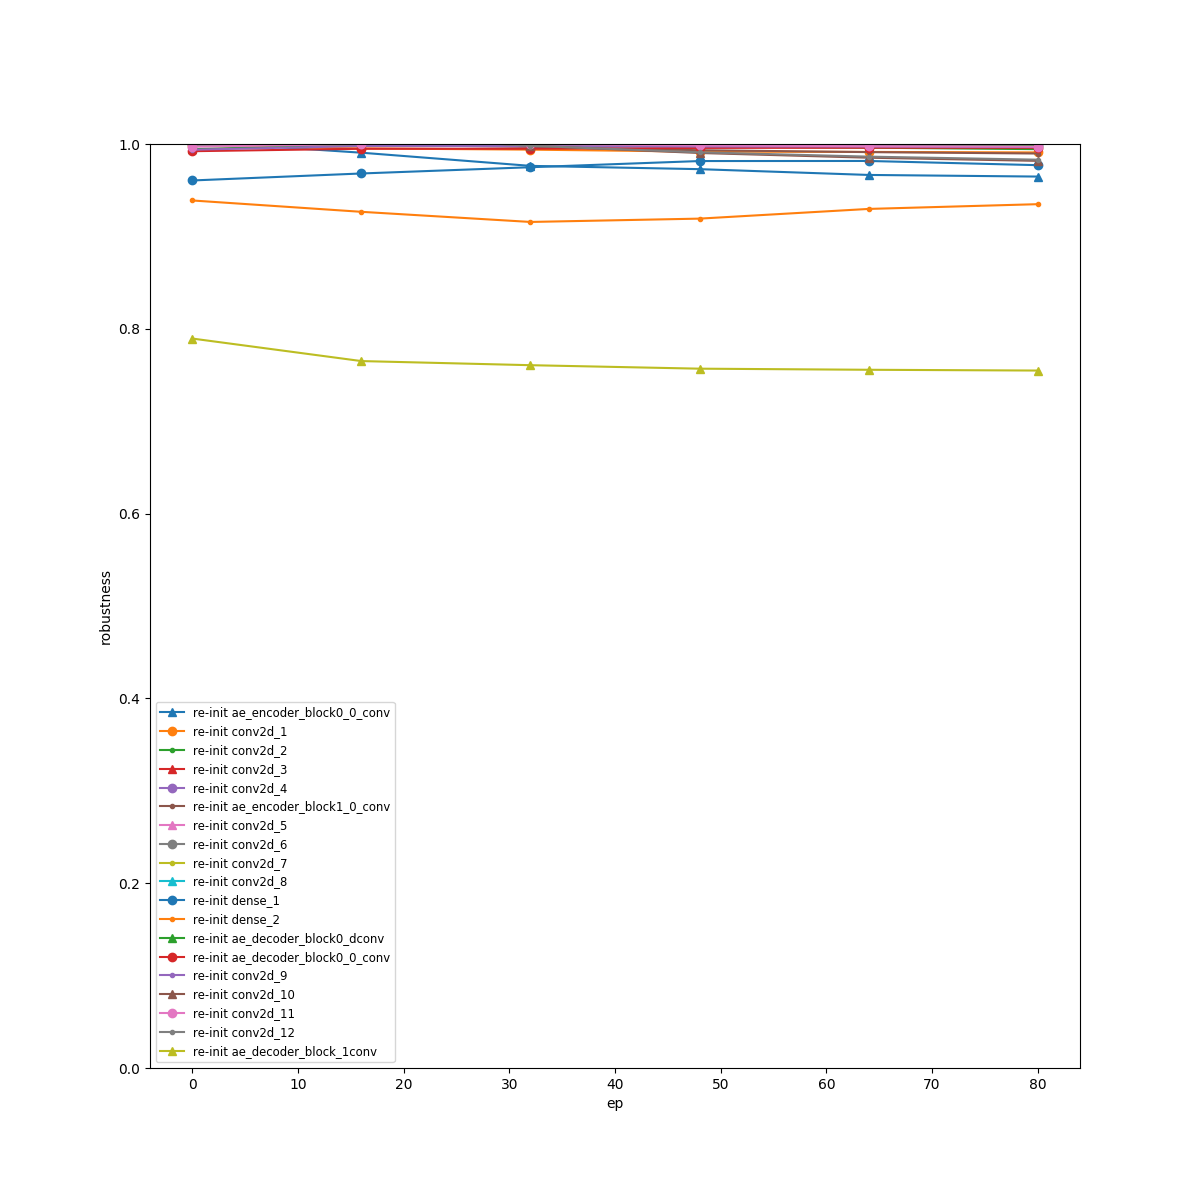 1.0
0.8
0.6
0.4
0.2
0.0
robustness
re-init ae_encoder_block0_0_conv
re-init conv2d_1
re-init conv2d_2
re-init conv2d_3
re-init conv2d_4
re-init ae_encoder_block1_0_conv
re-init conv2d_5
re-init conv2d_6
re-init conv2d_7
re-init conv2d_8
re-init dense_1
re-init dense_2
re-init ae_decoder_block0_dconv
re-init ae_decoder_block0_0_conv
re-init conv2d_9
re-init conv2d_10
re-init conv2d_11
re-init conv2d_12
re-init ae_decoder_block_1conv
0 10 20 30 40 50 60 70 80
ep